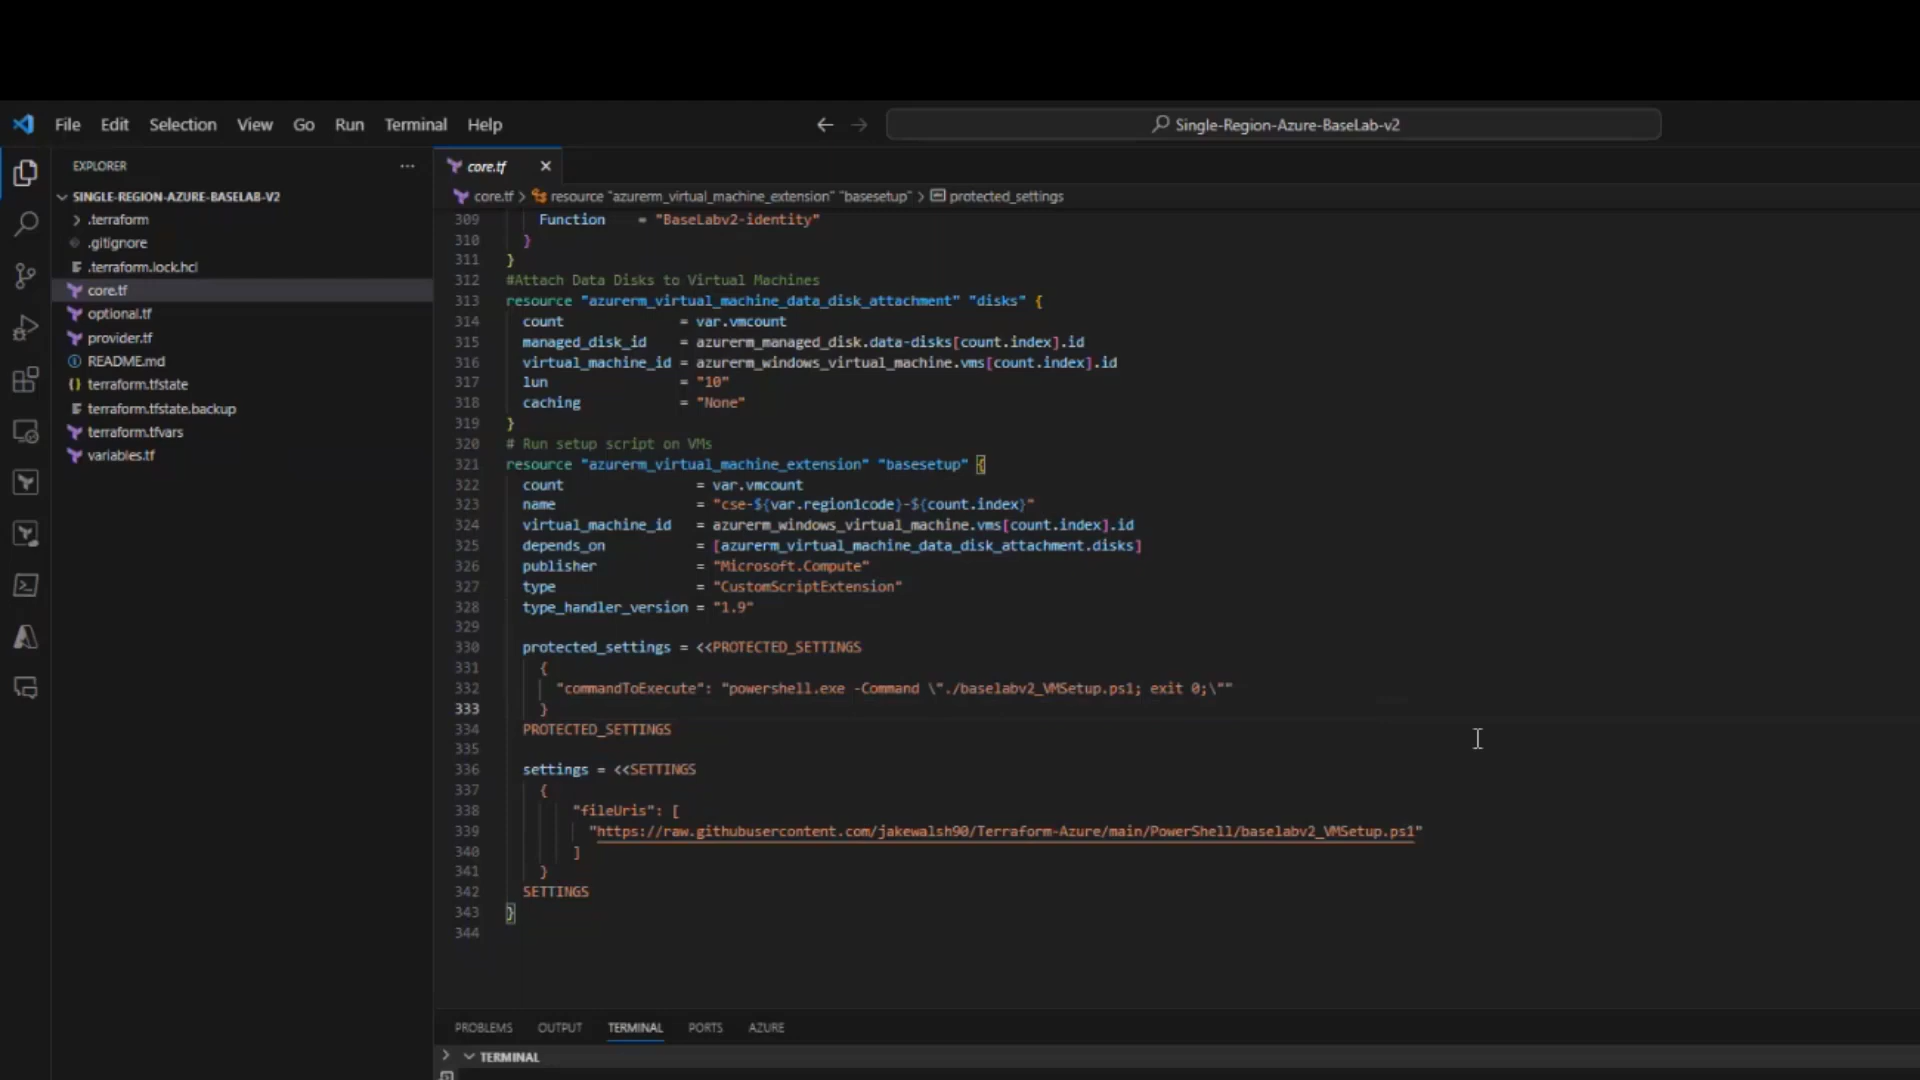 File Edit Selection View Go Run Terminal Help
Single-Region-Azure-BaseLab-v2
EXPLORER
SINGLE-REGION-AZURE-BASELAB-V2
.terraform
.gitignore
.terraform.lock.hcl
core.tf
optional.tf
provider.tf
README.md
terraform.tfstate
terraform.tfstate.backup
terraform.tfvars
variables.tf
core.tf
core.tf > resource "azurerm_virtual_machine_extension" "basesetup" > protected_settings
309 Function = "BaseLabv2-identity"
310 }
311 }
312 #Attach Data Disks to Virtual Machines
313 resource "azurerm_virtual_machine_data_disk_attachment" "disks" {
314 count = var.vmcount
315 managed_disk_id = azurerm_managed_disk.data-disks[count.index].id
316 virtual_machine_id = azurerm_windows_virtual_machine.vms[count.index].id
317 lun = "10"
318 caching = "None"
319 }
320 # Run setup script on VMs
321 resource "azurerm_virtual_machine_extension" "basesetup" {
322 count = var.vmcount
323 name = "cse-${var.region1code}-${count.index}"
324 virtual_machine_id = azurerm_windows_virtual_machine.vms[count.index].id
325 depends_on = [azurerm_virtual_machine_data_disk_attachment.disks]
326 publisher = "Microsoft.Compute"
327 type = "CustomScriptExtension"
328 type_handler_version = "1.9"
329
330 protected_settings = <<PROTECTED_SETTINGS
331 {
332 "commandToExecute": "powershell.exe -Command \"./baselabv2_VMSetup.ps1; exit 0;\""
333 }
334 PROTECTED_SETTINGS
335
336 settings = <<SETTINGS
337 {
338 "fileUris": [
339 "https://raw.githubusercontent.com/jakewalsh90/Terraform-Azure/main/PowerShell/baselabv2_VMSetup.ps1"
340 ]
341 }
342 SETTINGS
343 }
344
PROBLEMS OUTPUT TERMINAL PORTS AZURE
TERMINAL